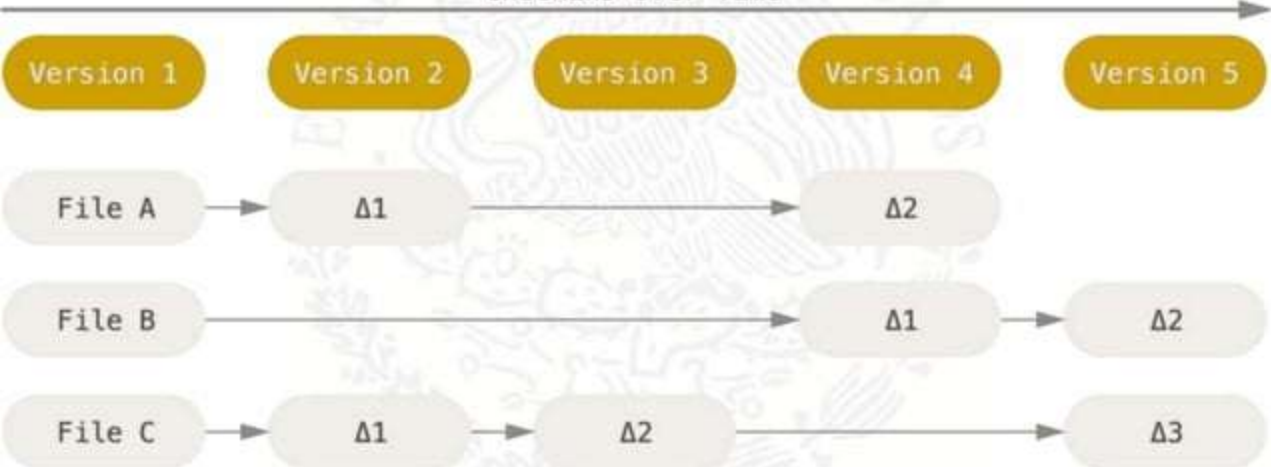 Version 1 Version 2 Version 3 Version 4 Version 5
File A Δ1 Δ2
File B Δ1 Δ2
File C Δ1 Δ2 Δ3